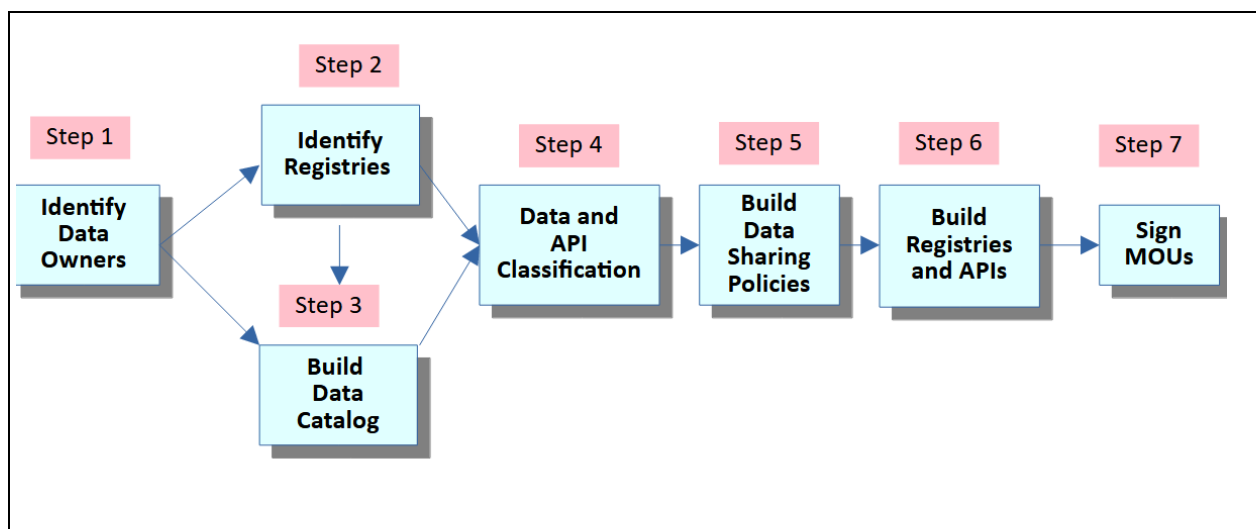 Step 1
Identify
Data
Owners
Step 2
Identify
Registries
Step 3
Build
Data
Catalog
Step 4
Data and
API
Classification
Step 5
Build
Data
Sharing
Policies
Step 6
Build
Registries
and APIs
Step 7
Sign
MOUs